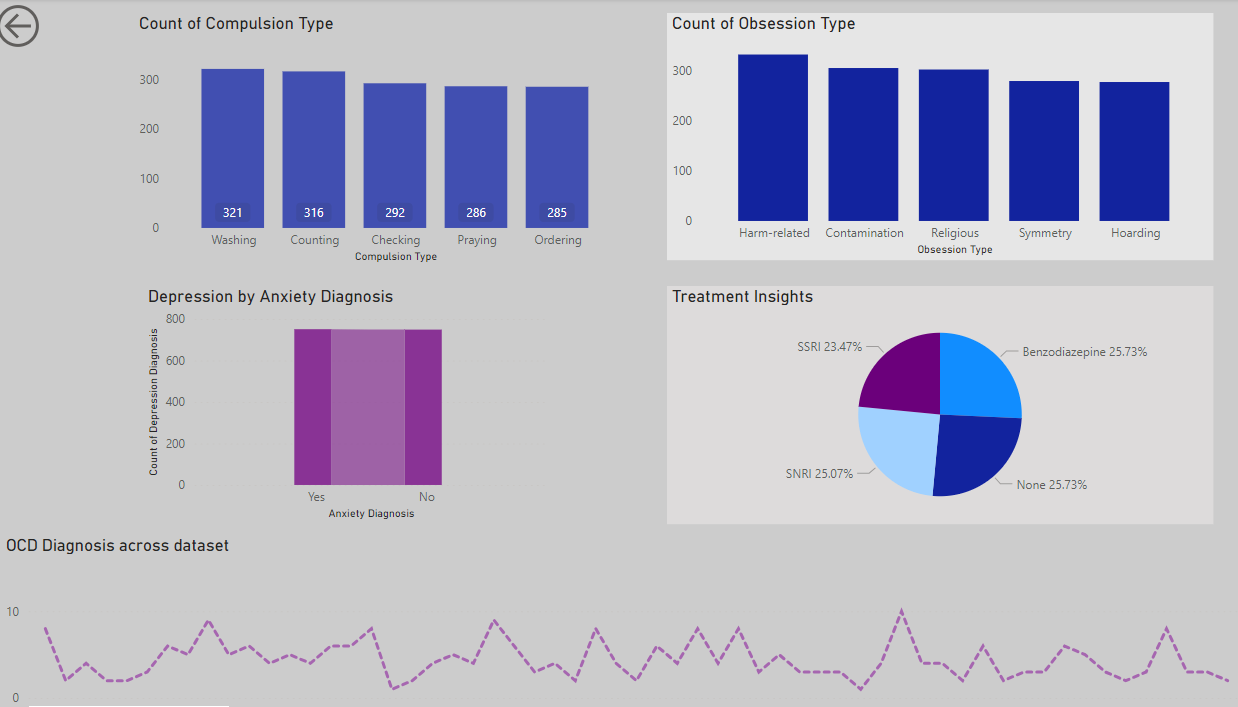 Count of Compulsion Type
300
200
100
0
321
316
292
286
285
Washing
Counting
Checking
Praying
Ordering
Compulsion Type
Count of Obsession Type
300
200
100
0
Harm-related
Contamination
Religious
Symmetry
Hoarding
Obsession Type
Depression by Anxiety Diagnosis
Count of Depression Diagnosis
800
600
400
200
0
Yes
No
Anxiety Diagnosis
Treatment Insights
SSRI 23.47%
Benzodiazepine 25.73%
SNRI 25.07%
None 25.73%
OCD Diagnosis across dataset
10
0